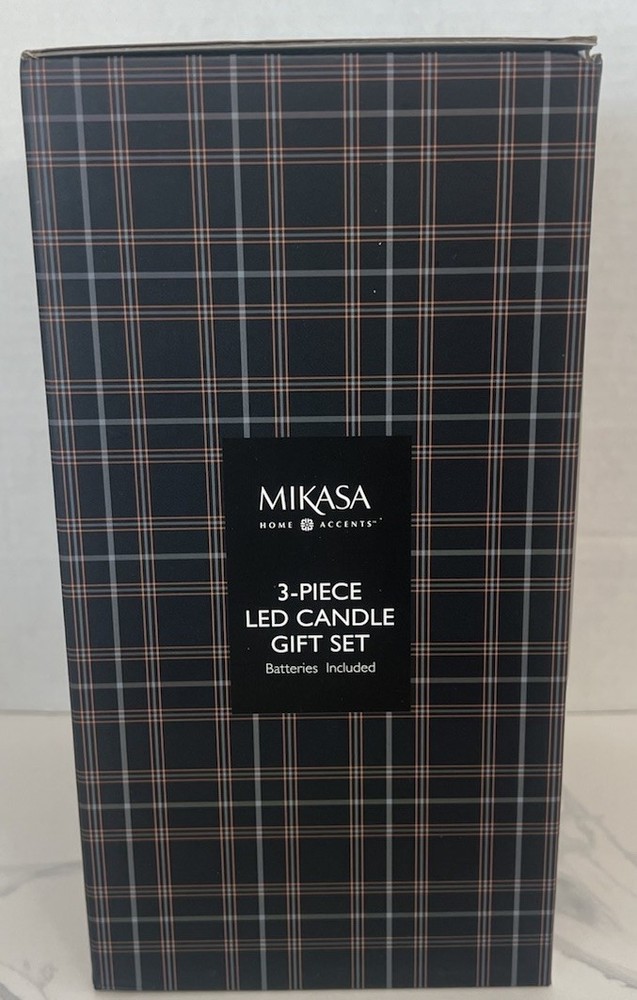 MIKASA
HOME ACCENTS™
3-PIECE
LED CANDLE
GIFT SET
Batteries Included